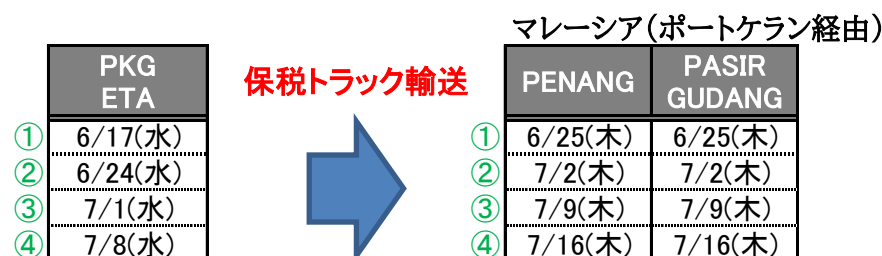 マレーシア（ポートケラン経由）
PKG
ETA
保税トラック輸送
PENANG
PASIR
GUDANG
① 6/17(水) ① 6/25(木) 6/25(木)
② 6/24(水) ② 7/2(木) 7/2(木)
③ 7/1(水) ③ 7/9(木) 7/9(木)
④ 7/8(水) ④ 7/16(木) 7/16(木)